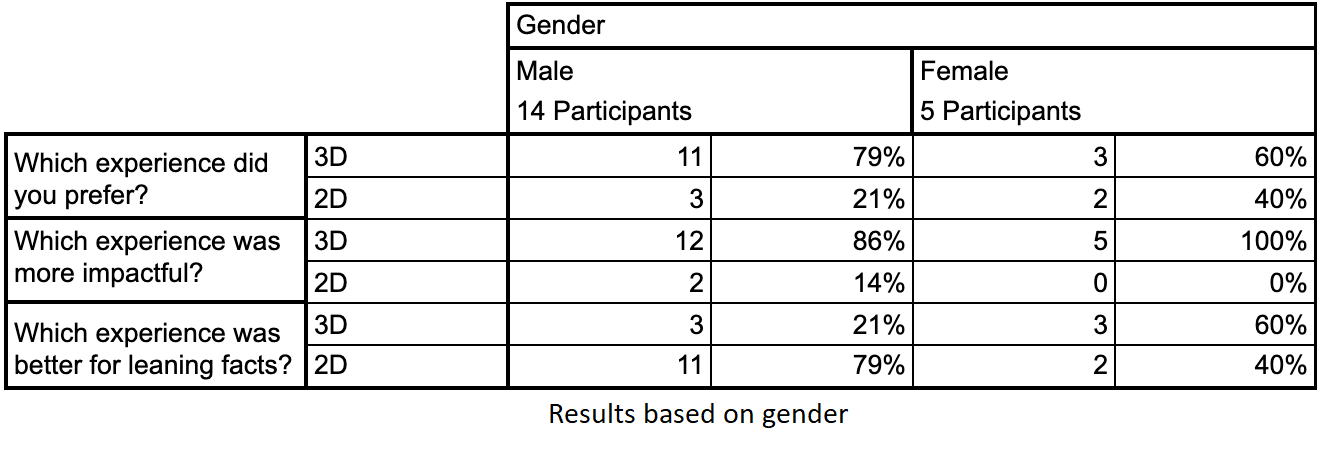 Gender
Male
Female
14 Participants
5 Participants
Which experience did
you prefer?
3D 11 79% 3 60%
2D 3 21% 2 40%
Which experience was
more impactful?
3D 12 86% 5 100%
2D 2 14% 0 0%
Which experience was
better for leaning facts?
3D 3 21% 3 60%
2D 11 79% 2 40%
Results based on gender